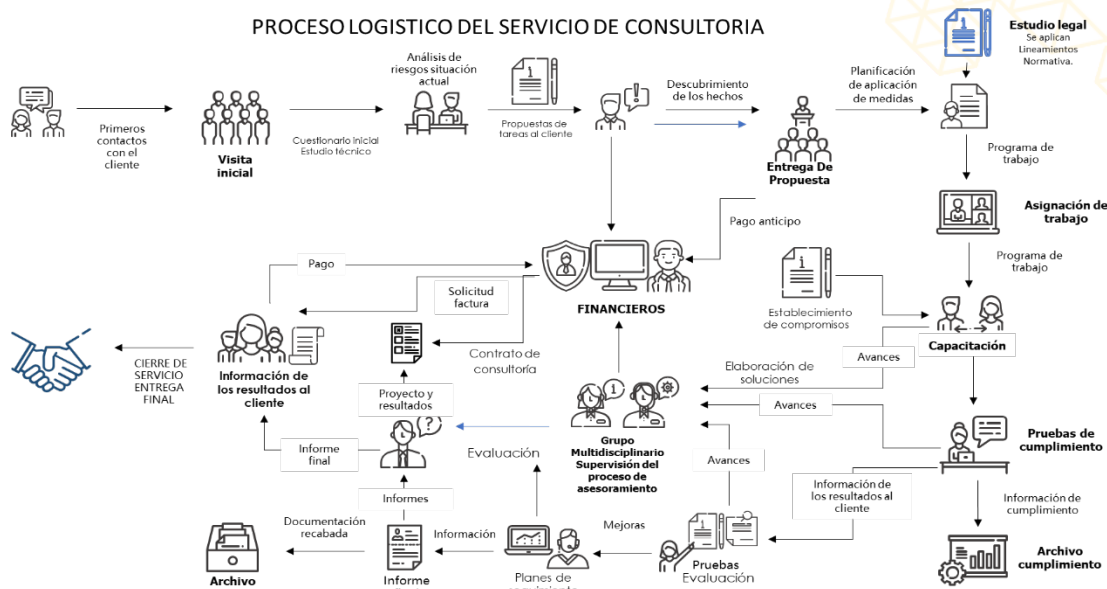 PROCESO LOGISTICO DEL SERVICIO DE CONSULTORIA
Estudio legal
Se aplican
Lineamientos
Normativa.
Primeros
contactos
con el
cliente
Visita
inicial
Cuestionario inicial
Estudio técnico
Análisis de
riesgos situación
actual
Propuestas de
tareas al cliente
Descubrimiento
de los hechos
Entrega De
Propuesta
Planificación
de aplicación
de medidas
Programa de
trabajo
Asignación de
trabajo
Programa de
trabajo
Pago anticipo
FINANCIEROS
Pago
Solicitud
factura
Contrato de
consultoría
Establecimiento
de compromisos
Capacitación
Avances
Elaboración de
soluciones
Avances
Avances
Pruebas de
cumplimiento
Información de
los resultados al
cliente
Información de
cumplimiento
Archivo
cumplimiento
Grupo
Multidisciplinario
Supervisión del
proceso de
asesoramiento
CIERRE DE
SERVICIO
ENTREGA
FINAL
Información de
los resultados al
cliente
Proyecto y
resultados
Informe
final
Evaluación
Informes
Documentación
recabada
Archivo
Informe
Información
Planes de
Mejoras
Pruebas
Evaluación